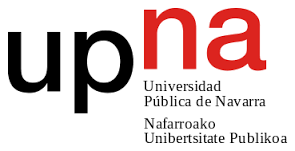 upna
Universidad
Pública de Navarra
Nafarroako
Unibertsitate Publikoa